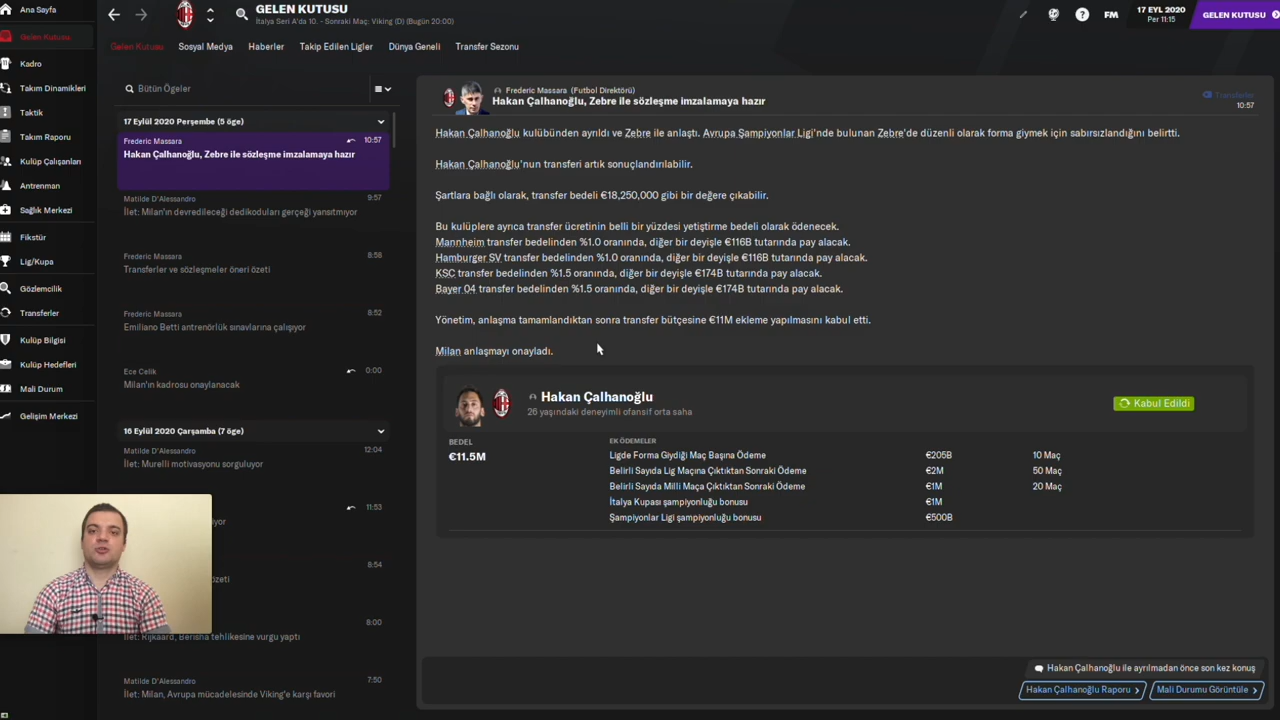 Ana Sayfa
Gelen Kutusu
Kadro
Takım Dinamikleri
Taktik
Takım Raporu
Kulüp Çalışanları
Antrenman
Sağlık Merkezi
Fikstür
Lig/Kupa
Gözlemcilik
Transferler
Kulüp Bilgisi
Kulüp Hedefleri
Mali Durum
Gelişim Merkezi
GELEN KUTUSU
İtalya Seri A'da 10. - Sonraki Maç: Viking (D) (Bugün 20:00)
FM
17 EYL 2020
Per 11:15
GELEN KUTUSU
Gelen Kutusu
Sosyal Medya
Haberler
Takip Edilen Ligler
Dünya Geneli
Transfer Sezonu
Bütün Ögeler
17 Eylül 2020 Perşembe (5 öge)
Frederic Massara 10:57
Hakan Çalhanoğlu, Zebre ile sözleşme imzalamaya hazır
Matilde D'Alessandro 9:57
İlet: Milan'ın devredileceği dedikoduları gerçeği yansıtmıyor
Frederic Massara 8:58
Transferler ve sözleşmeler öneri özeti
Frederic Massara 8:52
Emiliano Betti antrenörlük sınavlarına çalışıyor
Ece Celik 0:00
Milan'ın kadrosu onaylanacak
16 Eylül 2020 Çarşamba (7 öge)
Matilde D'Alessandro 12:04
İlet: Murelli motivasyonu sorguluyor
11:53
8:54
özeti
8:00
İlet: Rijkaard, Berisha tehlikesine vurgu yaptı
Matilde D'Alessandro 7:50
İlet: Milan, Avrupa mücadelesinde Viking'e karşı favori
Frederic Massara (Futbol Direktörü)
Hakan Çalhanoğlu, Zebre ile sözleşme imzalamaya hazır
Transferler
10:57
Hakan Çalhanoğlu kulübünden ayrıldı ve Zebre ile anlaştı. Avrupa Şampiyonlar Ligi'nde bulunan Zebre'de düzenli olarak forma giymek için sabırsızlandığını belirtti.
Hakan Çalhanoğlu'nun transferi artık sonuçlandırılabilir.
Şartlara bağlı olarak, transfer bedeli €18,250,000 gibi bir değere çıkabilir.
Bu kulüplere ayrıca transfer ücretinin belli bir yüzdesi yetiştirme bedeli olarak ödenecek.
Mannheim transfer bedelinden %1.0 oranında, diğer bir deyişle €116B tutarında pay alacak.
Hamburger SV transfer bedelinden %1.0 oranında, diğer bir deyişle €116B tutarında pay alacak.
KSC transfer bedelinden %1.5 oranında, diğer bir deyişle €174B tutarında pay alacak.
Bayer 04 transfer bedelinden %1.5 oranında, diğer bir deyişle €174B tutarında pay alacak.
Yönetim, anlaşma tamamlandıktan sonra transfer bütçesine €11M ekleme yapılmasını kabul etti.
Milan anlaşmayı onayladı.
Hakan Çalhanoğlu
26 yaşındaki deneyimli ofansif orta saha
Kabul Edildi
BEDEL
€11.5M
EK ÖDEMELER
Ligde Forma Giydiği Maç Başına Ödeme €205B 10 Maç
Belirli Sayıda Lig Maçına Çıktıktan Sonraki Ödeme €2M 50 Maç
Belirli Sayıda Milli Maça Çıktıktan Sonraki Ödeme €1M 20 Maç
İtalya Kupası şampiyonluğu bonusu €1M
Şampiyonlar Ligi şampiyonluğu bonusu €500B
Hakan Çalhanoğlu ile ayrılmadan önce son kez konuş
Hakan Çalhanoğlu Raporu
Mali Durumu Görüntüle